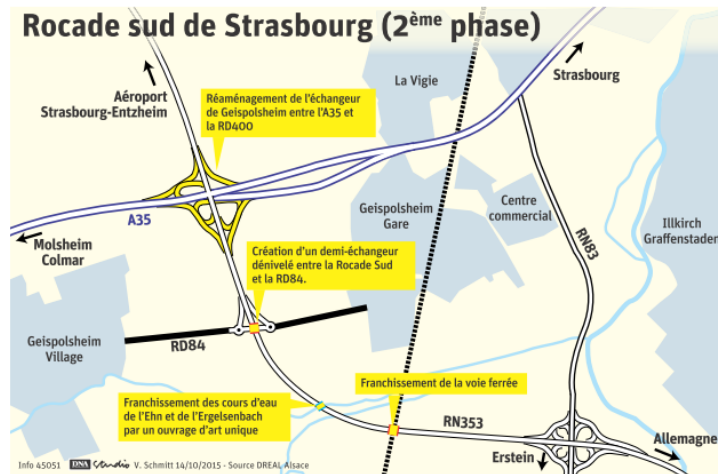 Rocade sud de Strasbourg (2ème phase)
La Vigie
Strasbourg
Aéroport
Strasbourg-Entzheim
Réaménagement de l'échangeur
de Geispolsheim entre l'A35 et
la RD400
A35
Geispolsheim
Gare
Centre
commercial
RN83
Illkirch
Graffenstaden
Molsheim
Colmar
Création d'un demi-échangeur
dénivelé entre la Rocade Sud
et la RD84.
Geispolsheim
Village
RD84
Franchissement des cours d'eau
de l'Ehn et de l'Ergelsenbach
par un ouvrage d'art unique
Franchissement de la voie ferrée
RN353
Allemagne
Erstein
Info 45051 DNA Studio V. Schmitt 14/10/2015 - Source DREAL Alsace